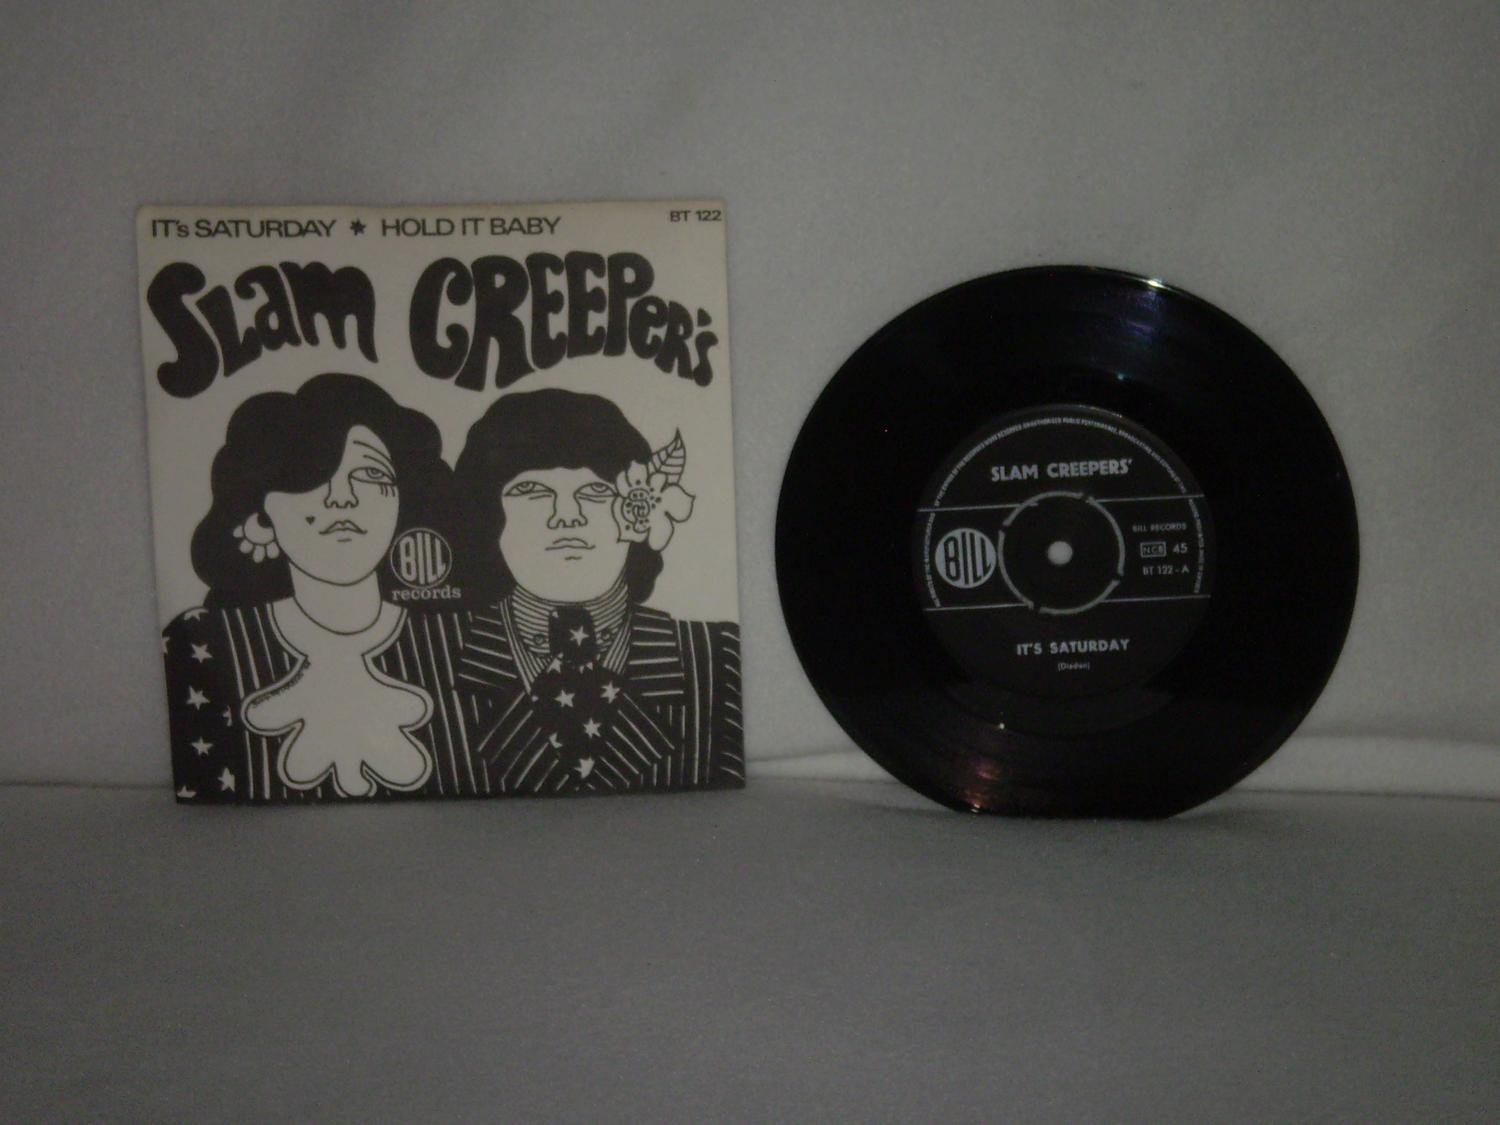 IT's SATURDAY ★ HOLD IT BABY
BT 122
SLam CREEPer's
BILL
records
SLAM CREEPERS'
BILL
BILL RECORDS
NCB 45
BT 122 - A
IT'S SATURDAY